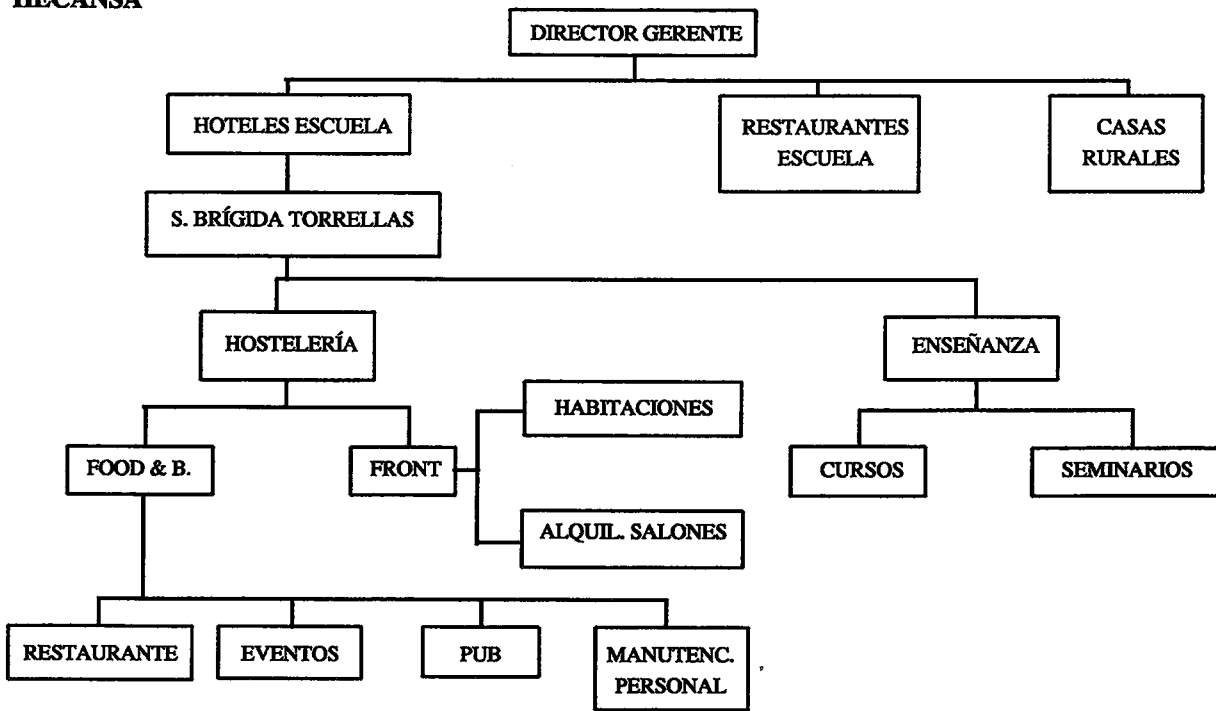 HECANSA
DIRECTOR GERENTE
HOTELES ESCUELA
RESTAURANTES
ESCUELA
CASAS
RURALES
S. BRÍGIDA TORRELLAS
HOSTELERÍA
ENSEÑANZA
HABITACIONES
FOOD & B.
FRONT
CURSOS
SEMINARIOS
ALQUIL. SALONES
RESTAURANTE
EVENTOS
PUB
MANUTENC.
PERSONAL